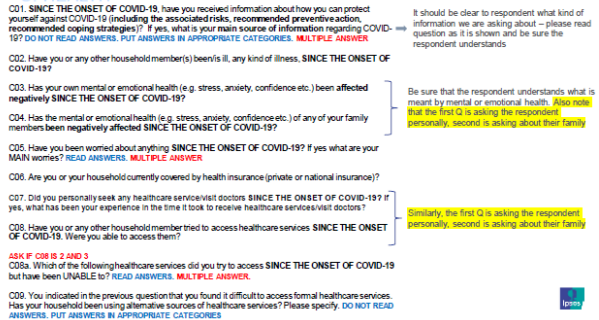 C01. SINCE THE ONSET OF COVID-19, have you received information about how you can protect
yourself against COVID-19 (including the associated risks, recommended preventive action,
recommended coping strategies)? If yes, what is your main source of information regarding COVID-
19? DO NOT READ ANSWERS. PUT ANSWERS IN APPROPRIATE CATEGORIES. MULTIPLE ANSWER
It should be clear to respondent what kind of
information we are asking about – please read
question as it is shown and be sure the
respondent understands
C02. Have you or any other household member(s) been/is ill, any kind of illness, SINCE THE ONSET OF
COVID-19?
C03. Has your own mental or emotional health (e.g. stress, anxiety, confidence etc.) been affected
negatively SINCE THE ONSET OF COVID-19?
C04. Has the mental or emotional health (e.g. stress, anxiety, confidence etc.) of any of your family
members been negatively affected SINCE THE ONSET OF COVID-19?
Be sure that the respondent understands what is
meant by mental or emotional health. Also note
that the first Q is asking the respondent
personally, second is asking about their family
C05. Have you been worried about anything SINCE THE ONSET OF COVID-19? If yes what are your
MAIN worries? READ ANSWERS. MULTIPLE ANSWER
C06. Are you or your household currently covered by health insurance (private or national insurance)?
C07. Did you personally seek any healthcare service/visit doctors SINCE THE ONSET OF COVID-19? If
yes, what has been your experience in the time it took to receive healthcare services/visit doctors?
C08. Have you or any other household member tried to access healthcare services SINCE THE ONSET
OF COVID-19. Were you able to access them?
Similarly, the first Q is asking the respondent
personally, second is asking about their family
ASK IF C08 IS 2 AND 3
C08a. Which of the following healthcare services did you try to access SINCE THE ONSET OF COVID-19
but have been UNABLE to? READ ANSWERS. MULTIPLE ANSWER.
C09. You indicated in the previous question that you found it difficult to access formal healthcare services.
Has your household been using alternative sources of healthcare services? Please specify. DO NOT READ
ANSWERS. PUT ANSWERS IN APPROPRIATE CATEGORIES
Ipsos